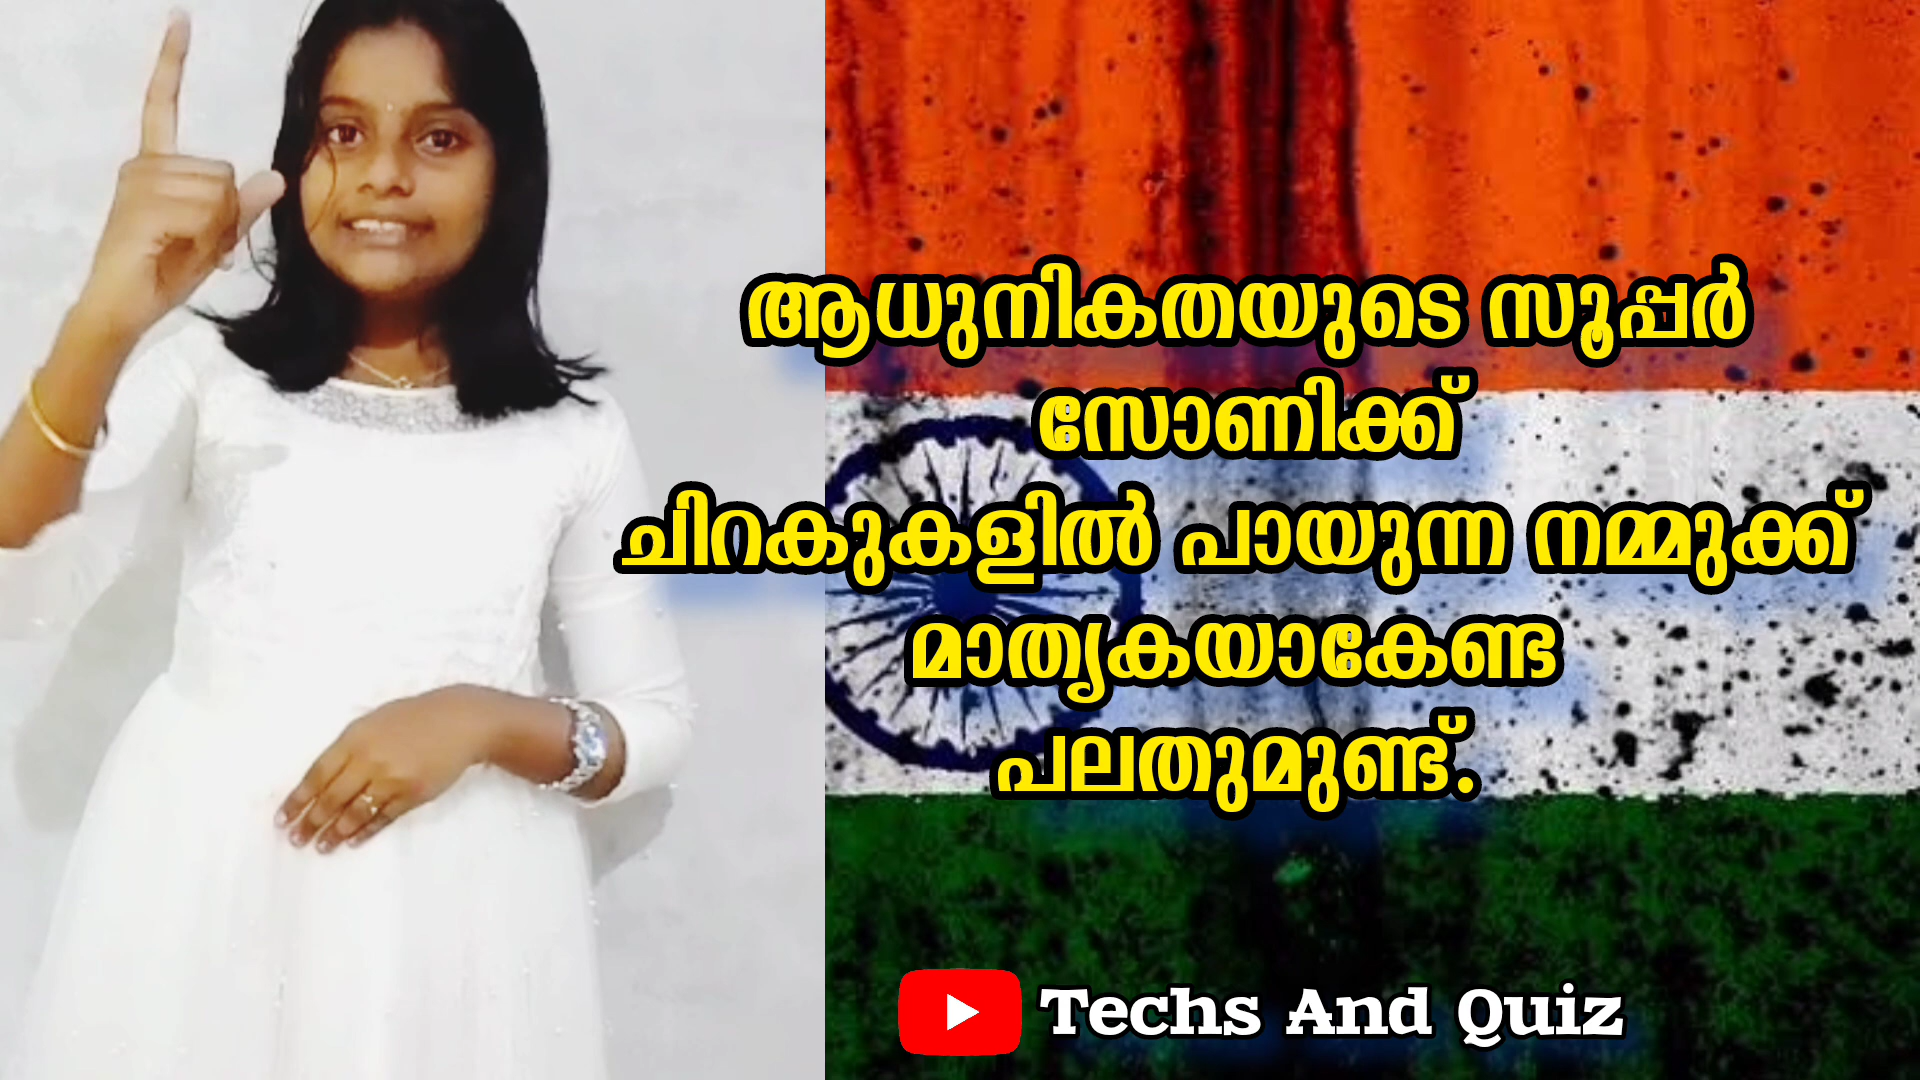 ആധുനികതയുടെ സൂപ്പർ
സോണിക്ക്
ചിറകുകളിൽ പായുന്ന നമ്മുക്ക്
മാതൃകയാകേണ്ട
പലതുമുണ്ട്.
Techs And Quiz